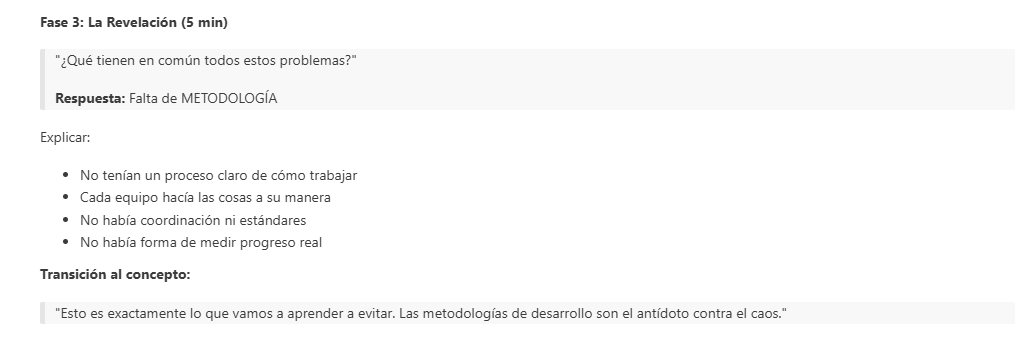 Fase 3: La Revelación (5 min)
"¿Qué tienen en común todos estos problemas?"
Respuesta: Falta de METODOLOGÍA
Explicar:
• No tenían un proceso claro de cómo trabajar
• Cada equipo hacía las cosas a su manera
• No había coordinación ni estándares
• No había forma de medir progreso real
Transición al concepto:
"Esto es exactamente lo que vamos a aprender a evitar. Las metodologías de desarrollo son el antídoto contra el caos."